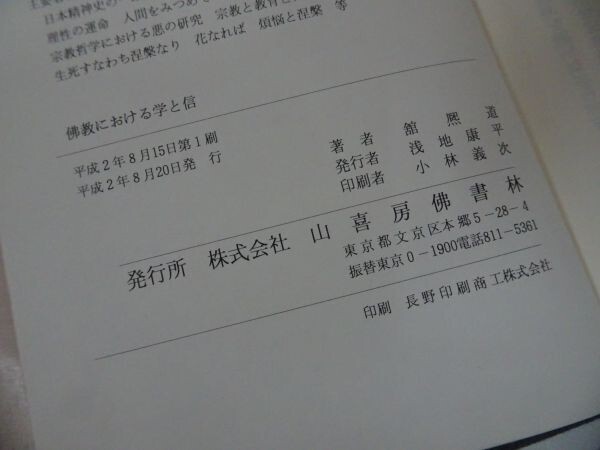 日本精神史の
理性の運命 人間をみつめて
宗教哲学における悪の研究 宗教と教育と
生死すなわち涅槃なり 花なれば 煩悩と涅槃 等
佛教における学と信
平成2年8月15日第1刷
平成2年8月20日発行
著者 舘熈道
発行者 浅地康平
印刷者 小林義次
発行所 株式会社 山喜房佛書林
東京都文京区本郷5-28-4
振替東京0-1900電話811-5361
印刷 長野印刷商工株式会社